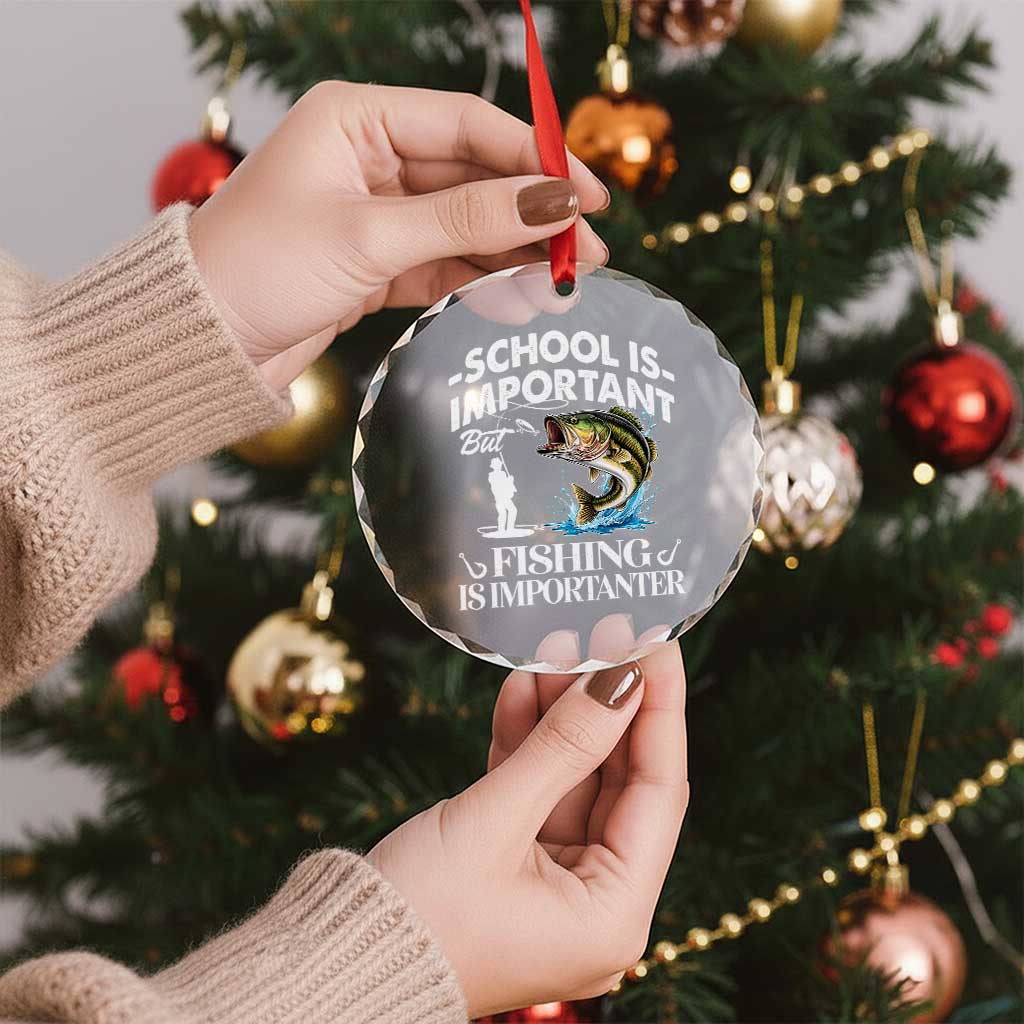 -SCHOOL IS-
IMPORTANT
But
FISHING
IS IMPORTANTER